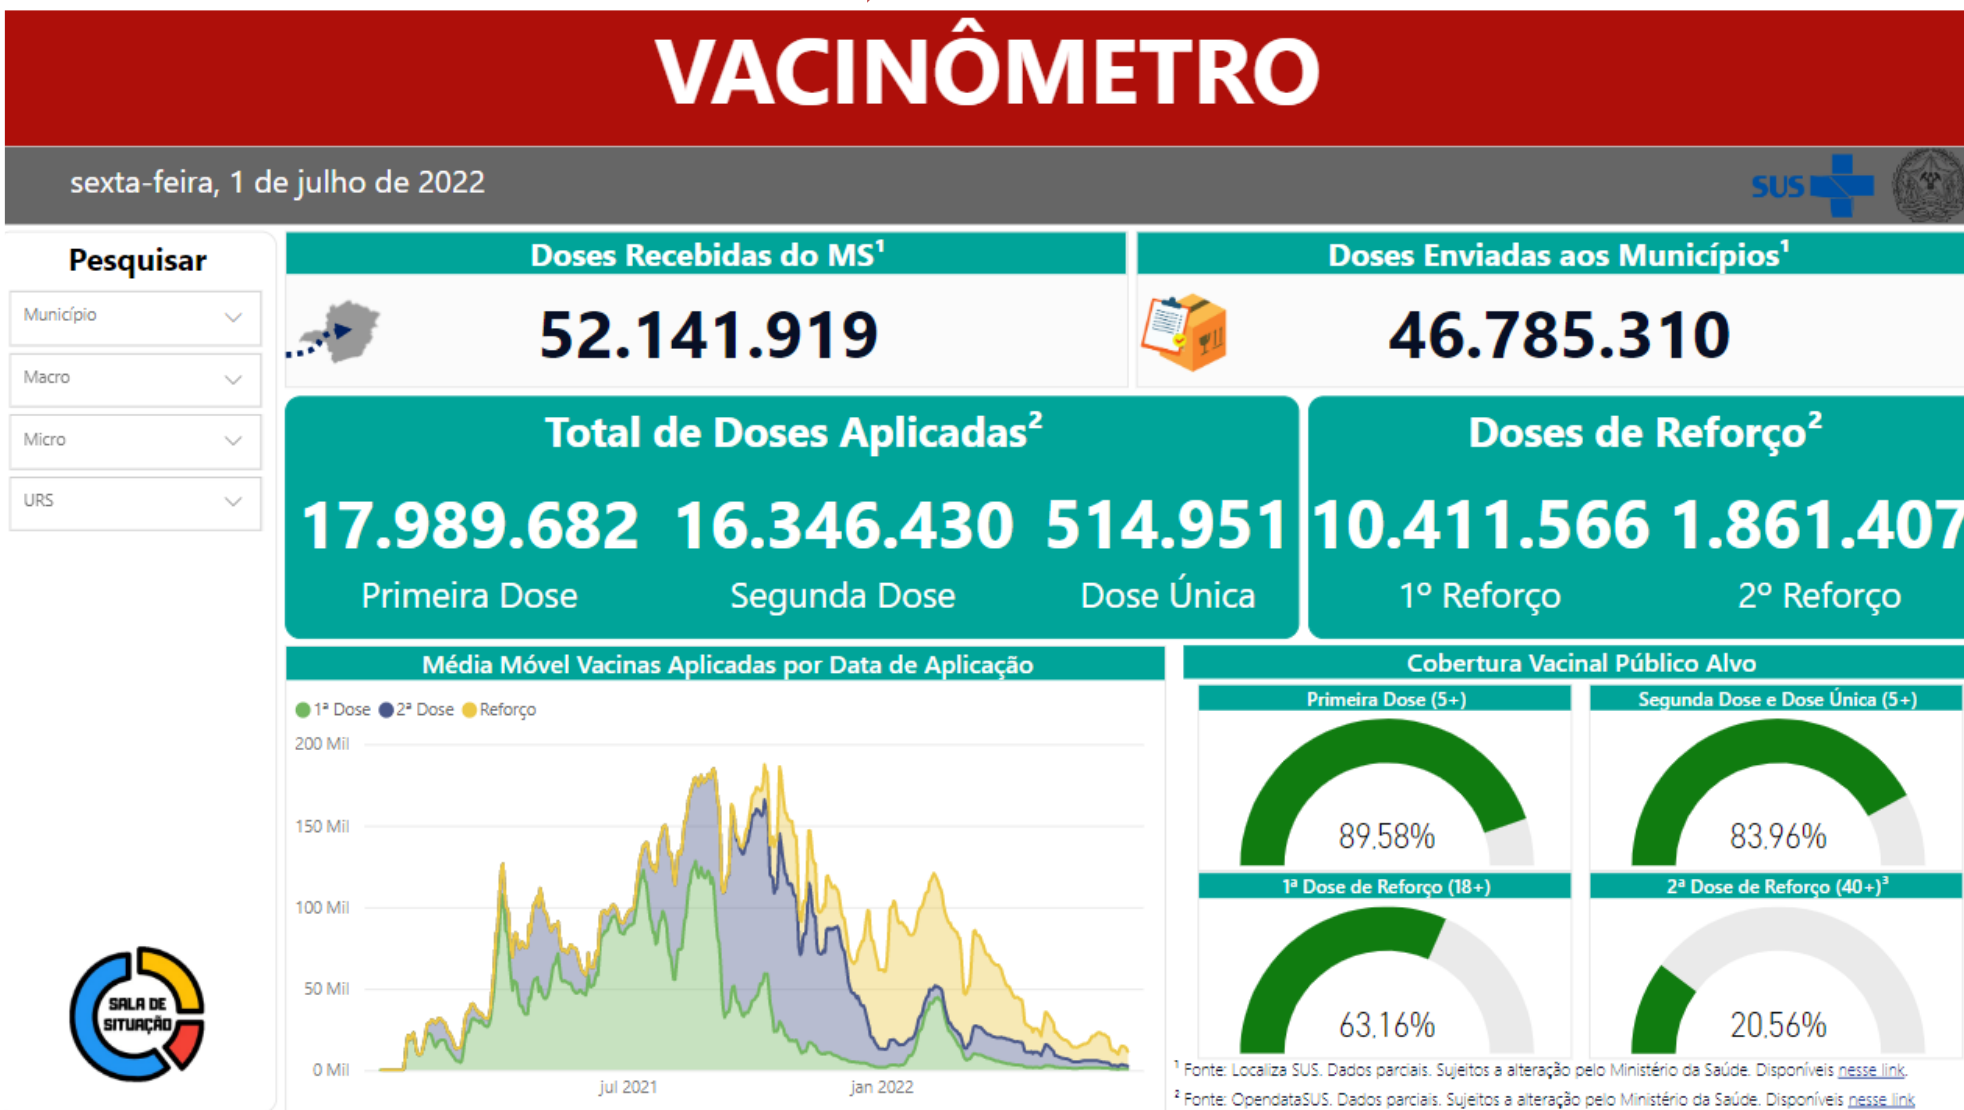 VACINÔMETRO
sexta-feira, 1 de julho de 2022
SUS
Pesquisar
Município
Macro
Micro
URS
Doses Recebidas do MS¹
52.141.919
Doses Enviadas aos Municípios¹
46.785.310
Total de Doses Aplicadas²
17.989.682 16.346.430 514.951
Primeira Dose Segunda Dose Dose Única
Doses de Reforço²
10.411.566 1.861.407
1º Reforço 2º Reforço
Média Móvel Vacinas Aplicadas por Data de Aplicação
1ª Dose 2ª Dose Reforço
200 Mil
150 Mil
100 Mil
50 Mil
0 Mil
jul 2021 jan 2022
Cobertura Vacinal Público Alvo
Primeira Dose (5+)
89,58%
Segunda Dose e Dose Única (5+)
83,96%
1ª Dose de Reforço (18+)
63,16%
2ª Dose de Reforço (40+)³
20,56%
SALA DE
SITUAÇÃO
¹ Fonte: Localiza SUS. Dados parciais. Sujeitos a alteração pelo Ministério da Saúde. Disponíveis nesse link.
² Fonte: OpendataSUS. Dados parciais. Sujeitos a alteração pelo Ministério da Saúde. Disponíveis nesse link